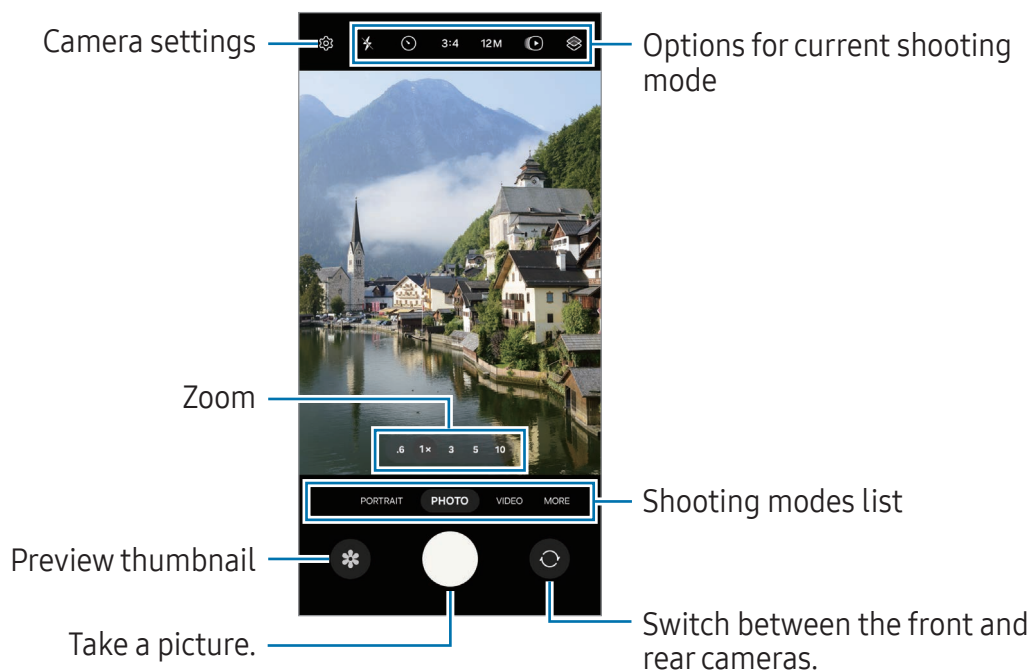 Camera settings
3:4 12M
Options for current shooting
mode
Zoom
.6 1× 3 5 10
PORTRAIT PHOTO VIDEO MORE
Shooting modes list
Preview thumbnail
Take a picture.
Switch between the front and
rear cameras.